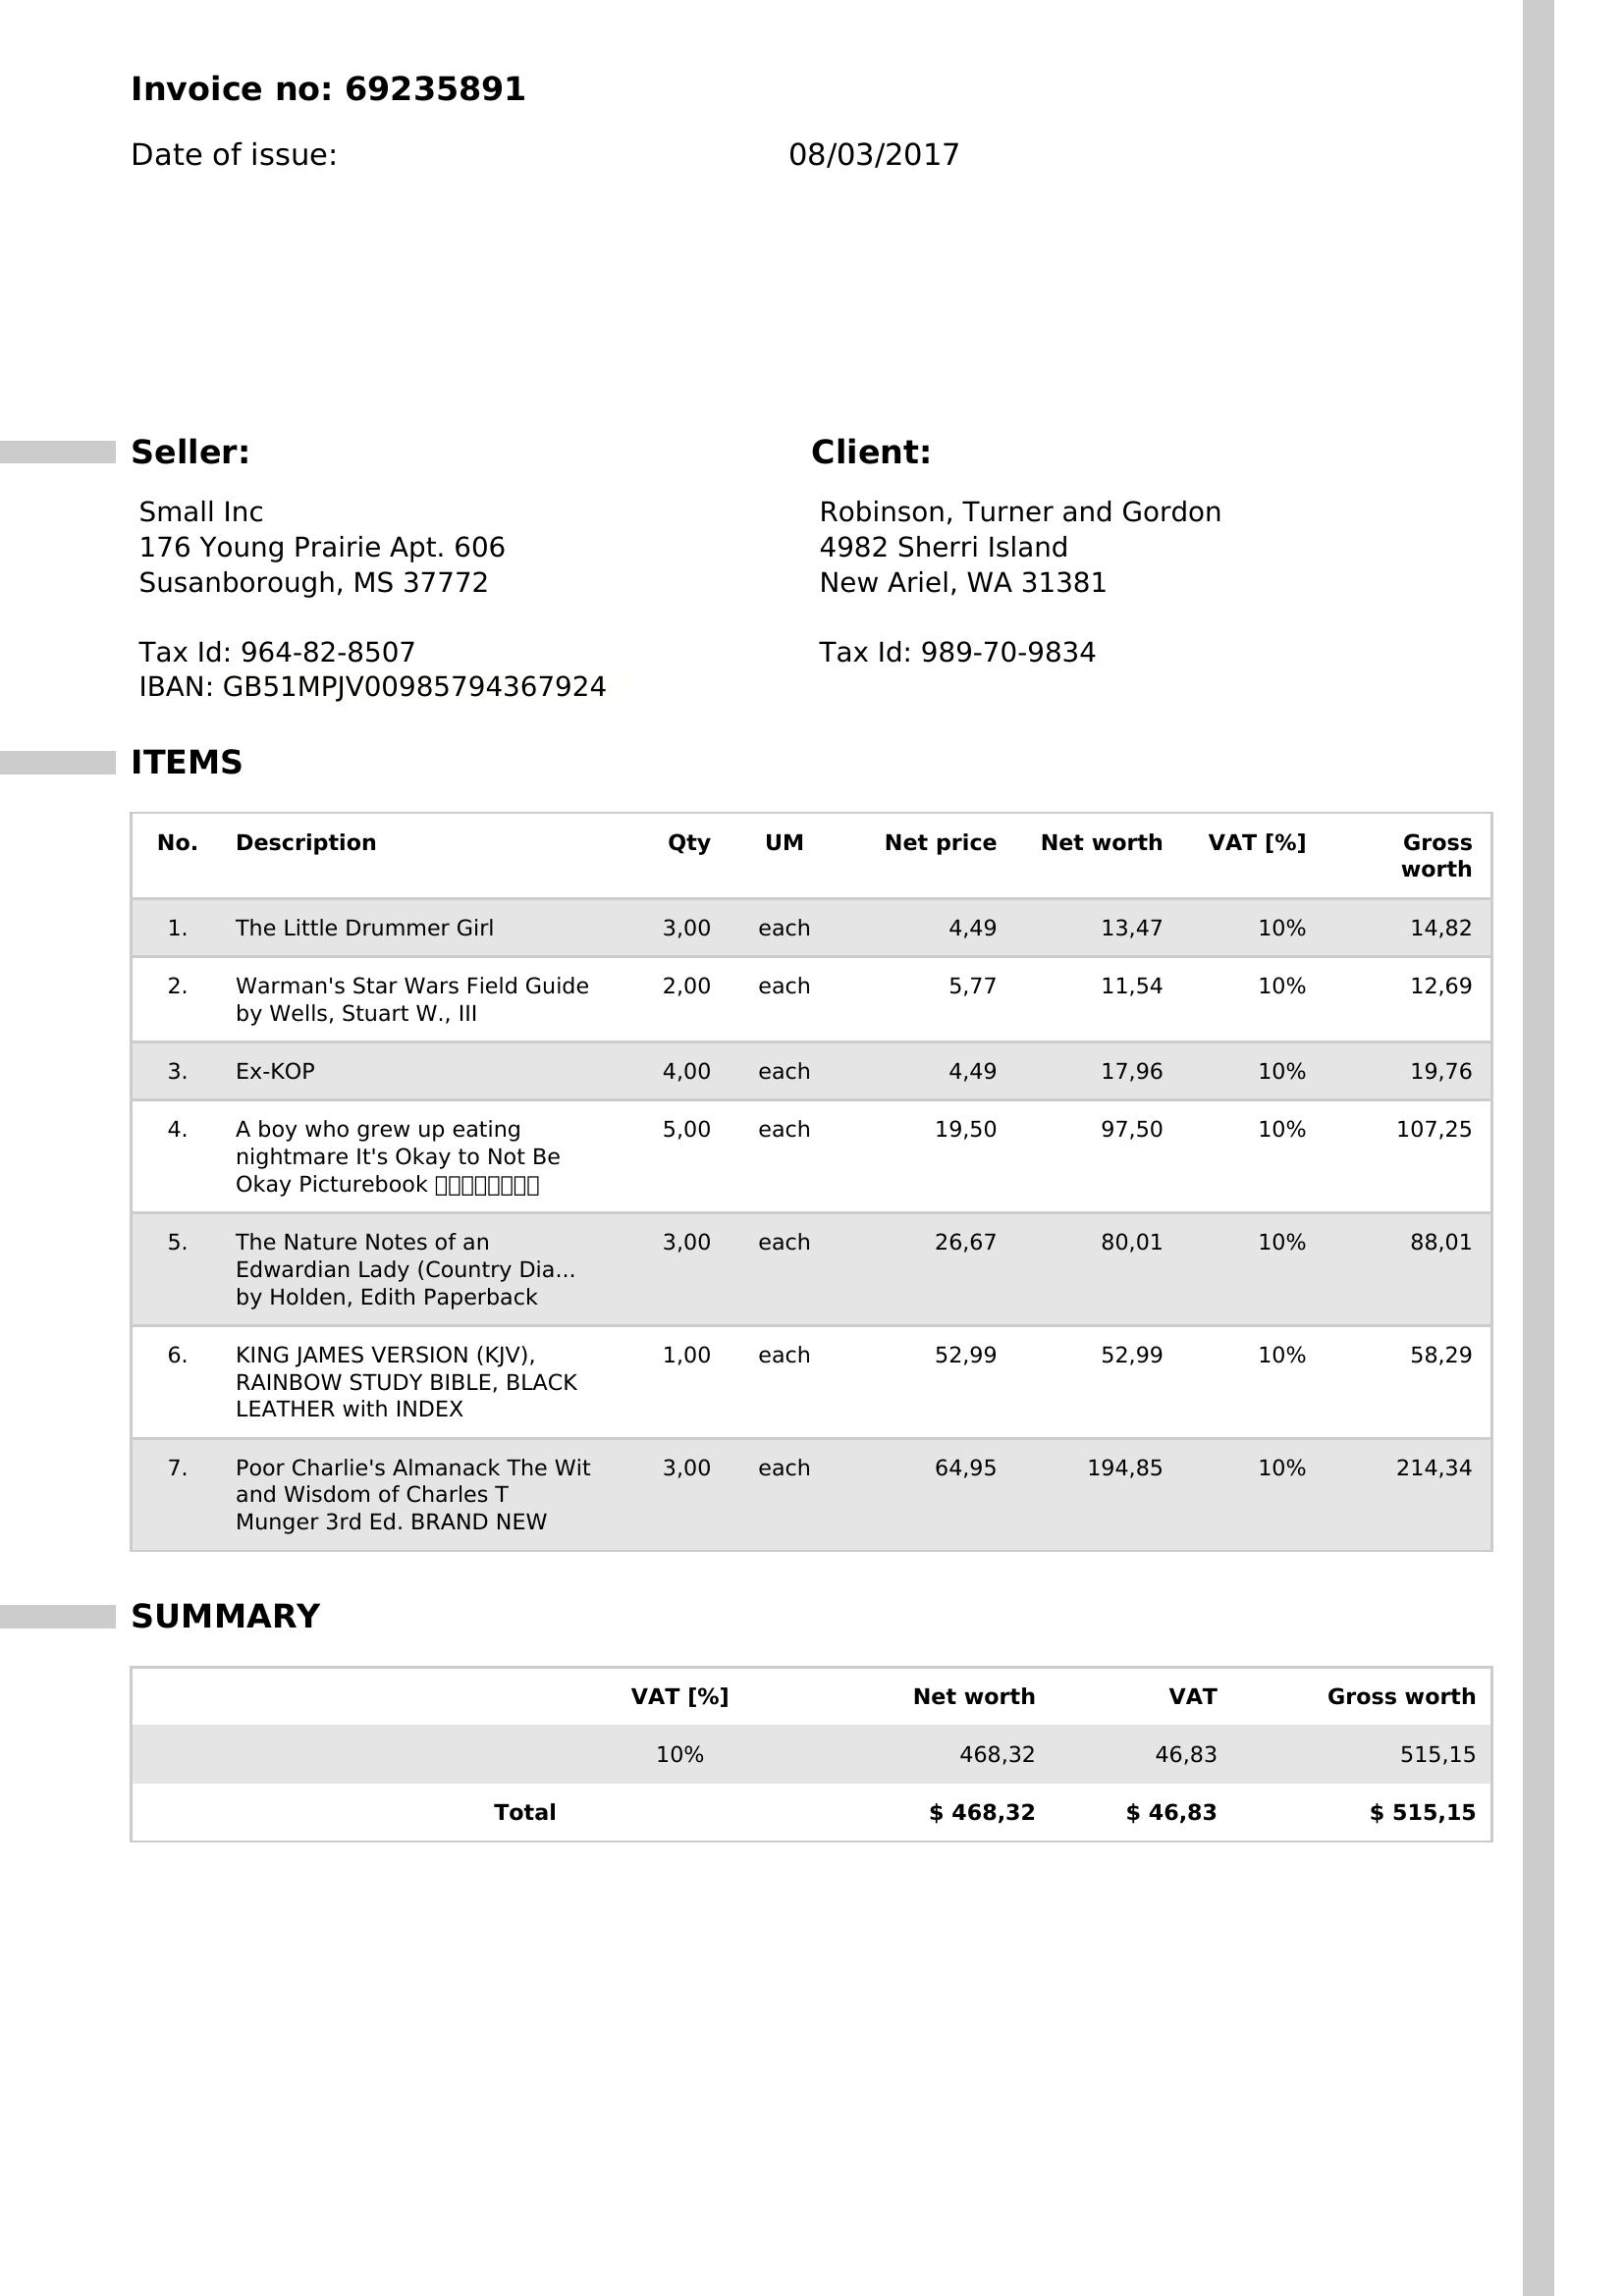 Invoice no: 69235891
Date of issue: 08/03/2017
Seller:
Small Inc
176 Young Prairie Apt. 606
Susanborough, MS 37772
Tax Id: 964-82-8507
IBAN: GB51MPJV00985794367924
Client:
Robinson, Turner and Gordon
4982 Sherri Island
New Ariel, WA 31381
Tax Id: 989-70-9834
ITEMS
No. Description Qty UM Net price Net worth VAT [%] Gross
worth
1. The Little Drummer Girl 3,00 each 4,49 13,47 10% 14,82
2. Warman's Star Wars Field Guide 2,00 each 5,77 11,54 10% 12,69
by Wells, Stuart W., III
3. Ex-KOP 4,00 each 4,49 17,96 10% 19,76
4. A boy who grew up eating 5,00 each 19,50 97,50 10% 107,25
nightmare It's Okay to Not Be
Okay Picturebook
5. The Nature Notes of an 3,00 each 26,67 80,01 10% 88,01
Edwardian Lady (Country Dia...
by Holden, Edith Paperback
6. KING JAMES VERSION (KJV), 1,00 each 52,99 52,99 10% 58,29
RAINBOW STUDY BIBLE, BLACK
LEATHER with INDEX
7. Poor Charlie's Almanack The Wit 3,00 each 64,95 194,85 10% 214,34
and Wisdom of Charles T
Munger 3rd Ed. BRAND NEW
SUMMARY
VAT [%] Net worth VAT Gross worth
10% 468,32 46,83 515,15
Total $ 468,32 $ 46,83 $ 515,15